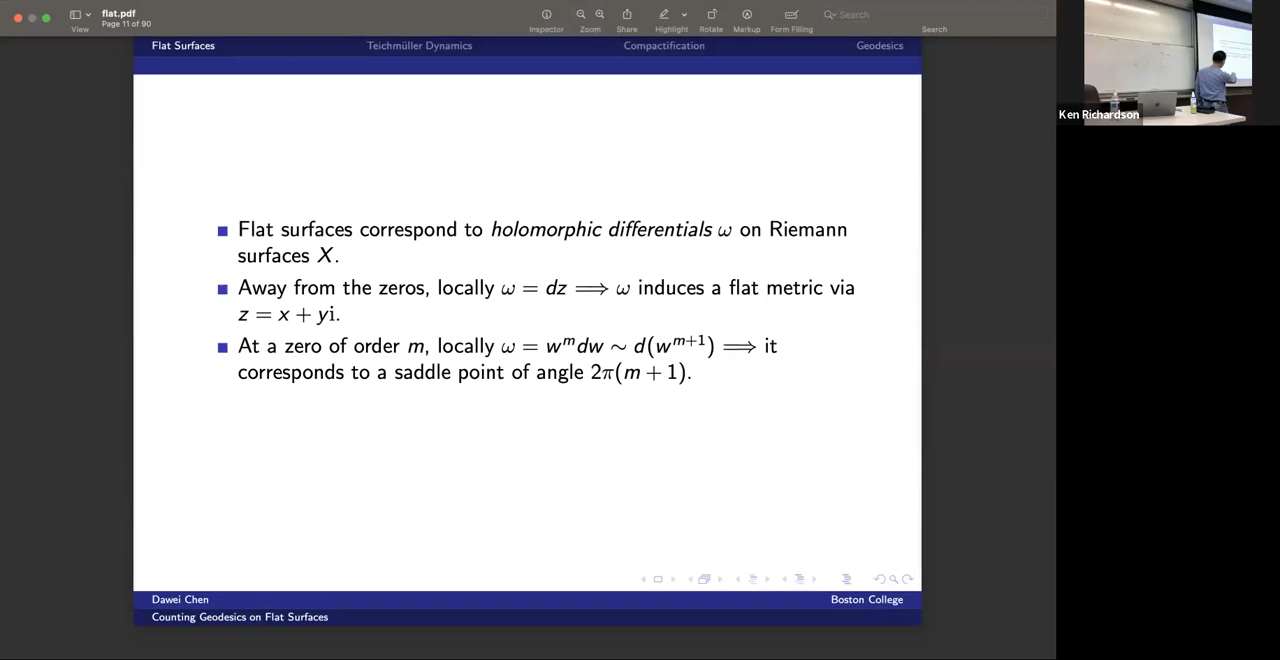 flat.pdf
Page 11 of 90
View
Inspector
Zoom
Share
Highlight
Rotate
Markup
Form Filling
Search
Search
Flat Surfaces
Teichmüller Dynamics
Compactification
Geodesics
Flat surfaces correspond to holomorphic differentials ω on Riemann
surfaces X.
Away from the zeros, locally ω = dz ⟹ ω induces a flat metric via
z = x + yi.
At a zero of order m, locally ω = wᵐdw ∼ d(wᵐ⁺¹) ⟹ it
corresponds to a saddle point of angle 2π(m + 1).
Dawei Chen
Boston College
Counting Geodesics on Flat Surfaces
Ken Richardson